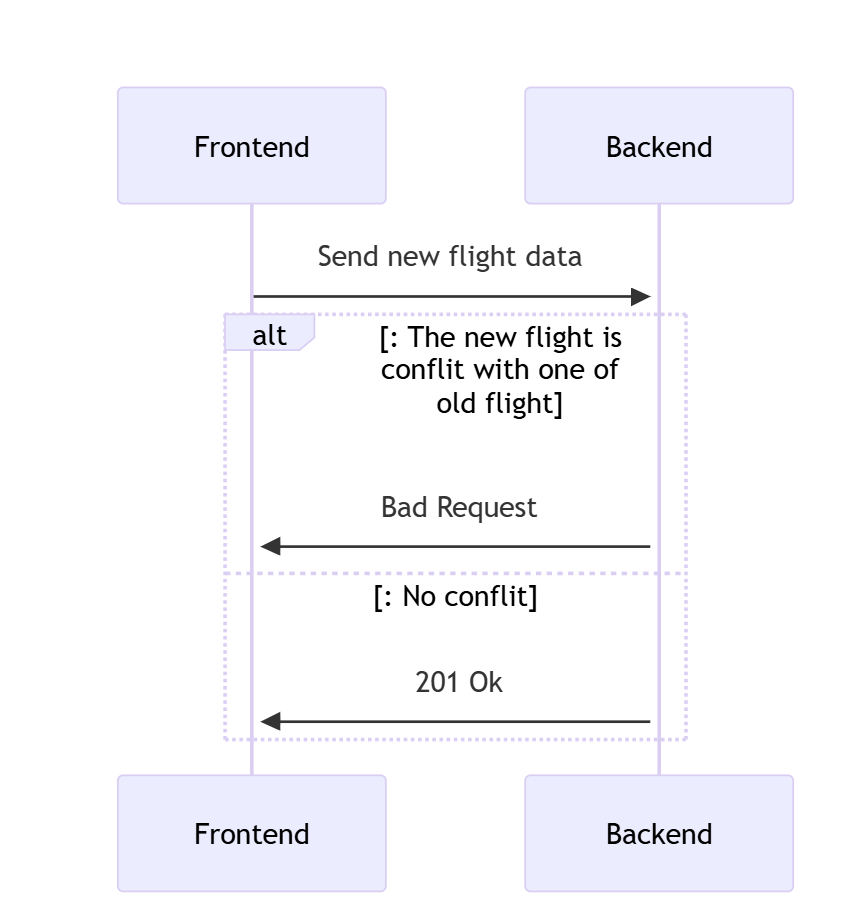 Frontend
Backend
Send new flight data
alt
[: The new flight is
conflit with one of
old flight]
Bad Request
[: No conflit]
201 Ok
Frontend
Backend